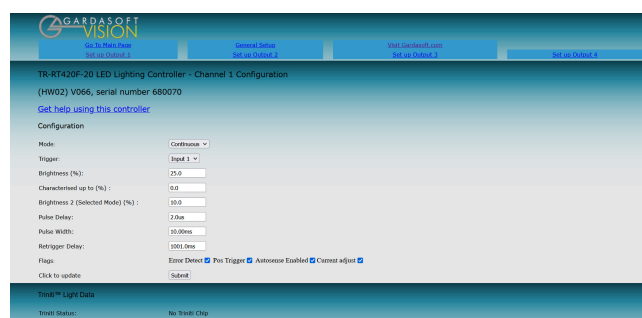 GARDASOFT
VISION
Go To Main Page General Setup Visit Gardasoft.com
Set up Output 1 Set up Output 2 Set up Output 3 Set up Output 4
TR-RT420F-20 LED Lighting Controller - Channel 1 Configuration
(HW02) V066, serial number 680070
Get help using this controller
Configuration
Mode: Continuous
Trigger: Input 1
Brightness (%): 25.0
Characterised up to (%) : 0.0
Brightness 2 (Selected Mode) (%) : 10.0
Pulse Delay: 2.0us
Pulse Width: 10.00ms
Retrigger Delay: 1001.0ms
Flags: Error Detect Pos Trigger Autosense Enabled Current adjust
Click to update Submit
Triniti™ Light Data
Triniti Status: No Triniti Chip